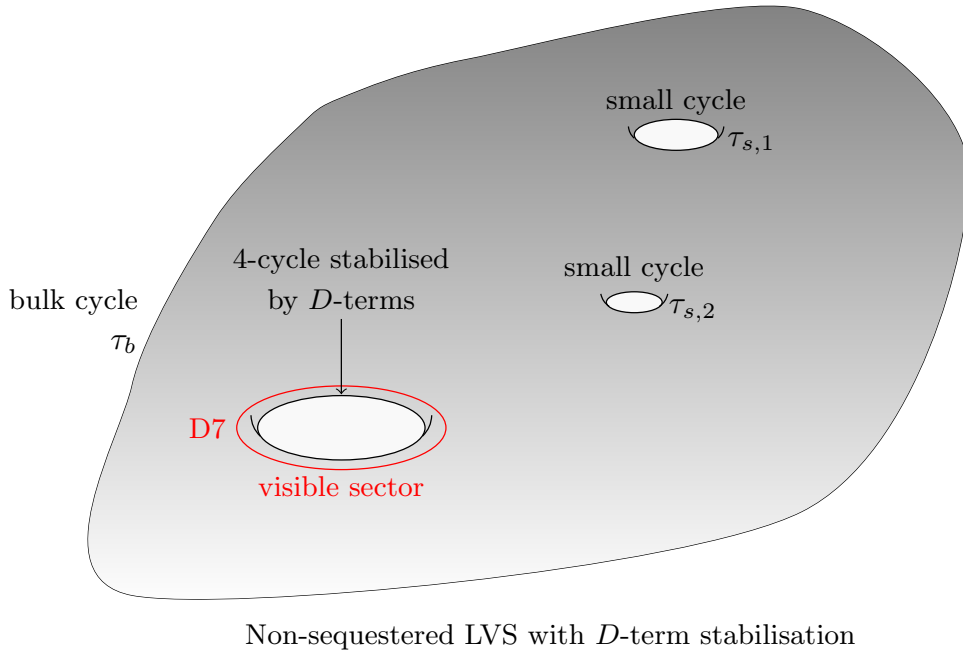 small cycle
τ_{s,1}
4-cycle stabilised
by D-terms
small cycle
τ_{s,2}
bulk cycle
τ_b
D7
visible sector
Non-sequestered LVS with D-term stabilisation